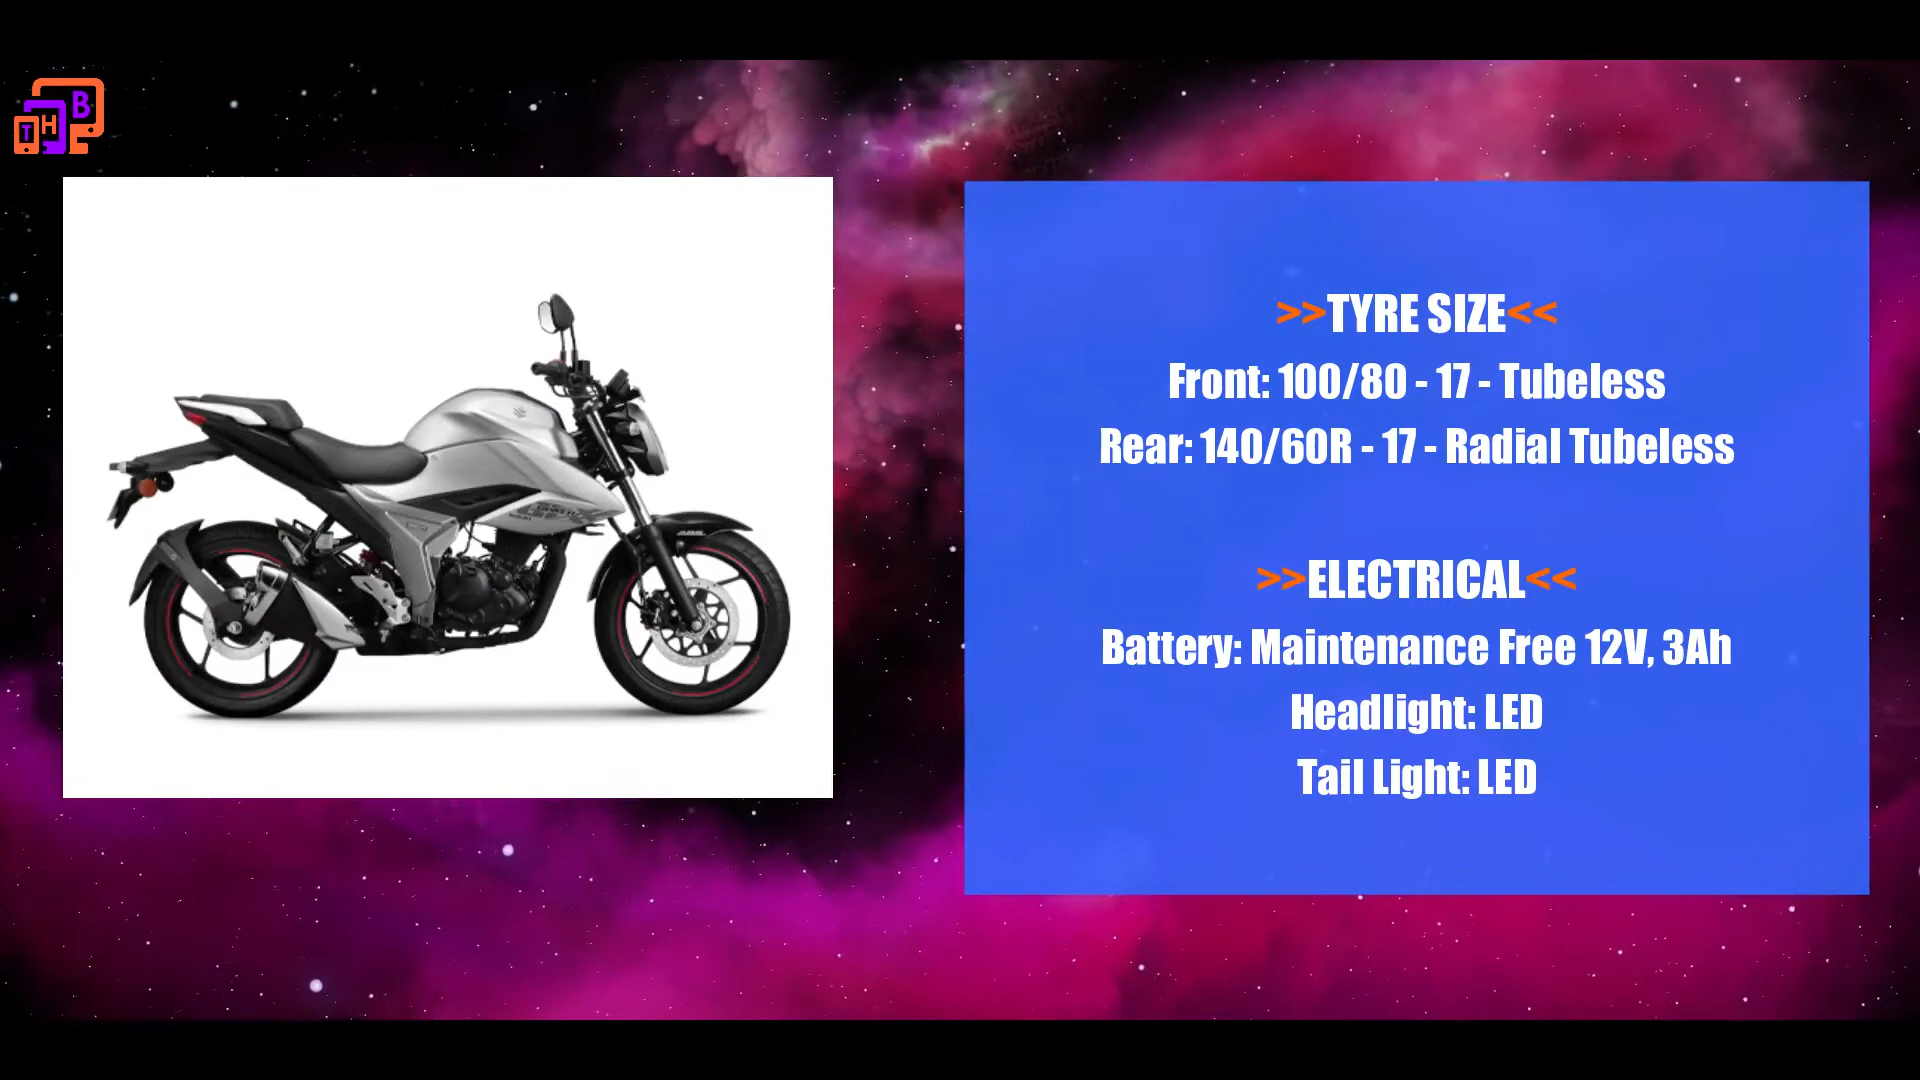 T H B
>>TYRE SIZE<<
Front: 100/80 - 17 - Tubeless
Rear: 140/60R - 17 - Radial Tubeless
>>ELECTRICAL<<
Battery: Maintenance Free 12V, 3Ah
Headlight: LED
Tail Light: LED